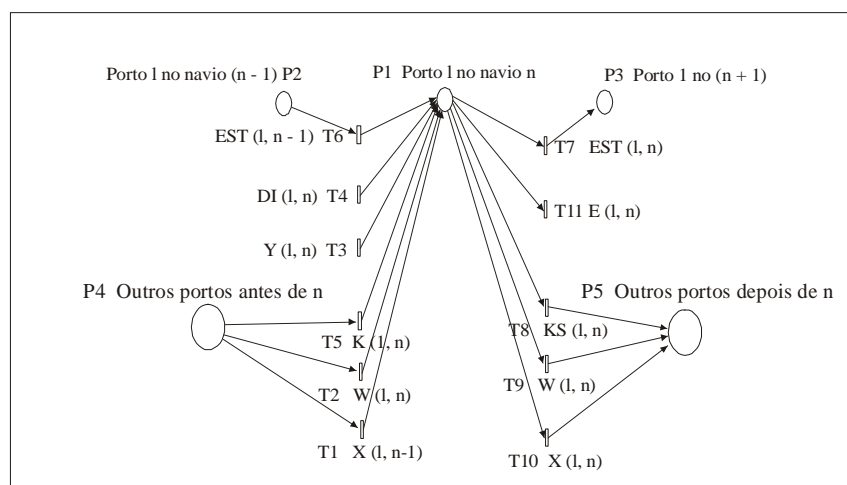 Porto l no navio (n - 1) P2
P1 Porto l no navio n
P3 Porto 1 no (n + 1)
EST (l, n - 1) T6
T7 EST (l, n)
DI (l, n) T4
T11 E (l, n)
Y (l, n) T3
P4 Outros portos antes de n
P5 Outros portos depois de n
T5 K (1, n)
T8 KS (l, n)
T2 W (l, n)
T9 W (l, n)
T1 X (l, n-1)
T10 X (l, n)